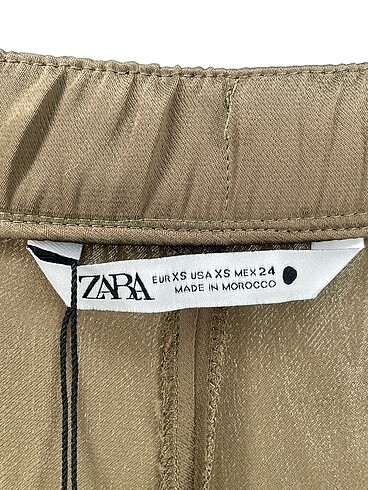 ZARA
EUR XS USA XS MEX 24
MADE IN MOROCCO